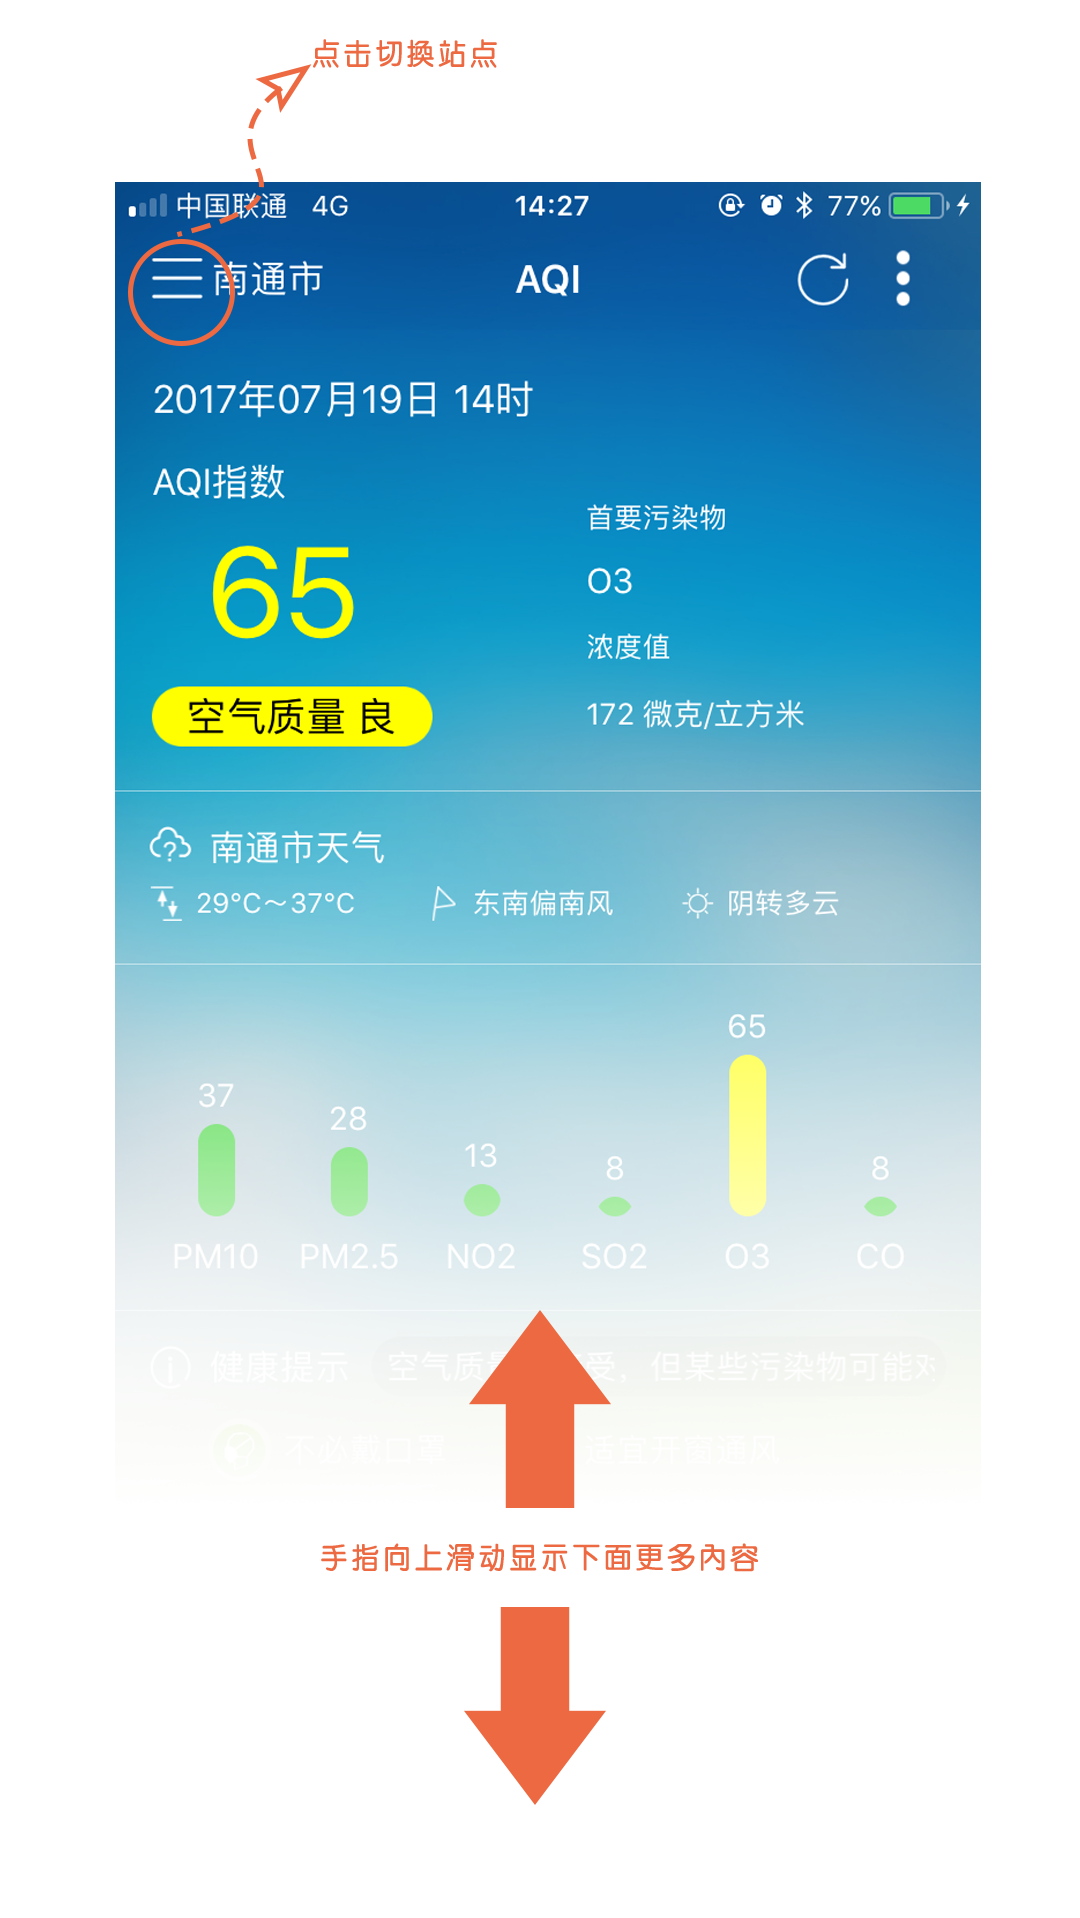 点击切换站点
中国联通 4G 14:27 77%
南通市 AQI
2017年07月19日 14时
AQI指数
65
空气质量 良
首要污染物
O3
浓度值
172 微克/立方米
南通市天气
29°C～37°C 东南偏南风 阴转多云
37 28 13 8 65 8
PM10 PM2.5 NO2 SO2 O3 CO
健康提示 空气质 受，但某些污染物可能
不必戴口罩 适宜开窗通风
手指向上滑动显示下面更多内容